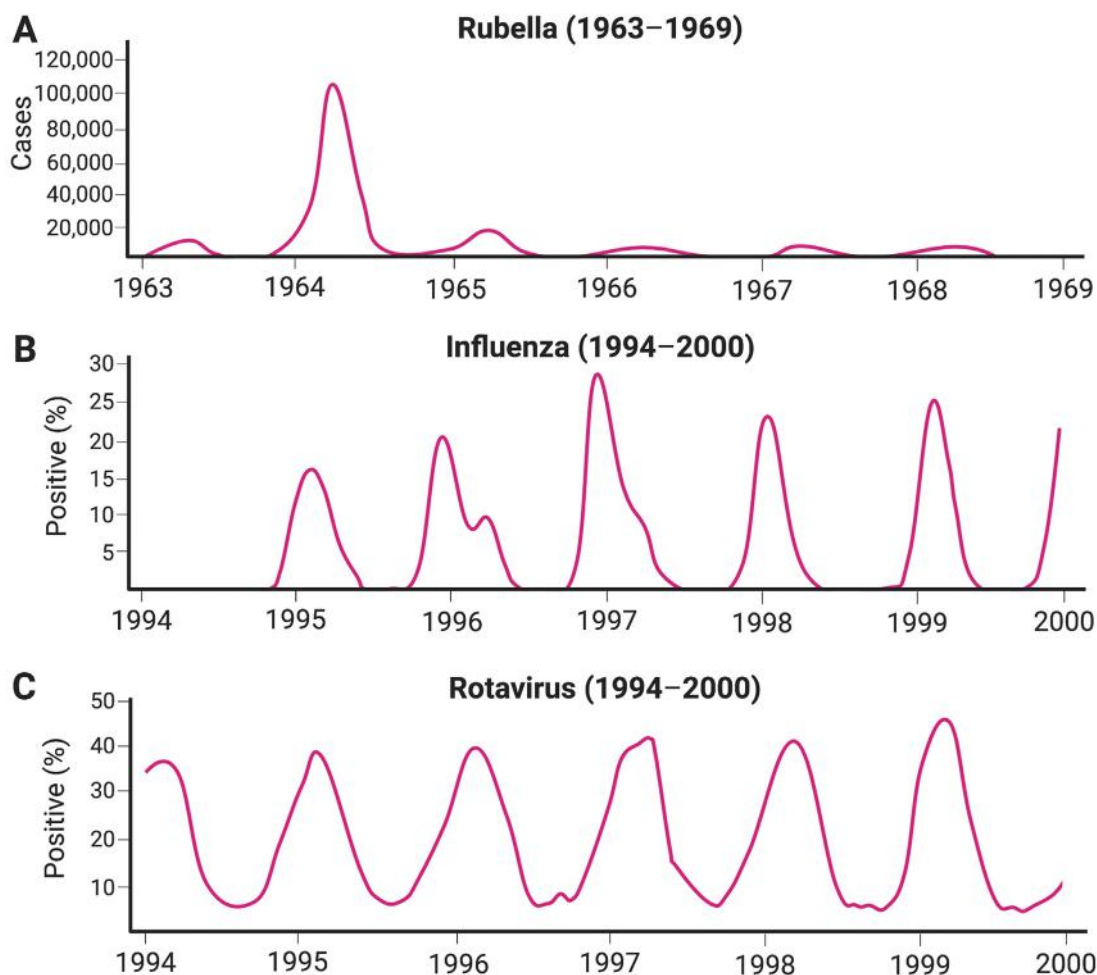 A
Rubella (1963–1969)
Cases
120,000
100,000
80,000
60,000
40,000
20,000
1963 1964 1965 1966 1967 1968 1969
B
Influenza (1994–2000)
Positive (%)
30
25
20
15
10
5
1994 1995 1996 1997 1998 1999 2000
C
Rotavirus (1994–2000)
Positive (%)
50
40
30
20
10
1994 1995 1996 1997 1998 1999 2000